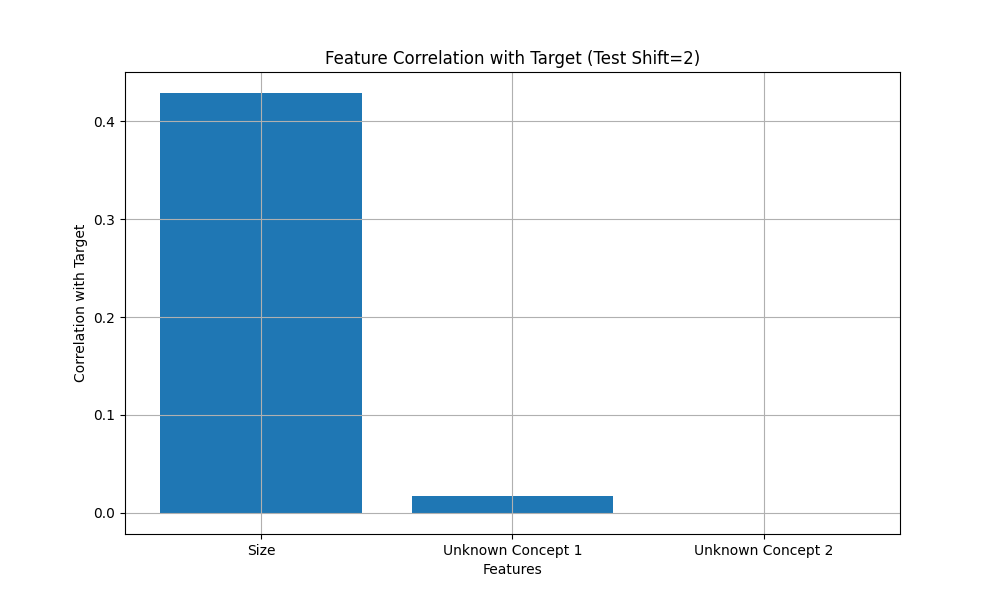 Feature Correlation with Target (Test Shift=2)
Correlation with Target
0.4
0.3
0.2
0.1
0.0
Size
Unknown Concept 1
Unknown Concept 2
Features